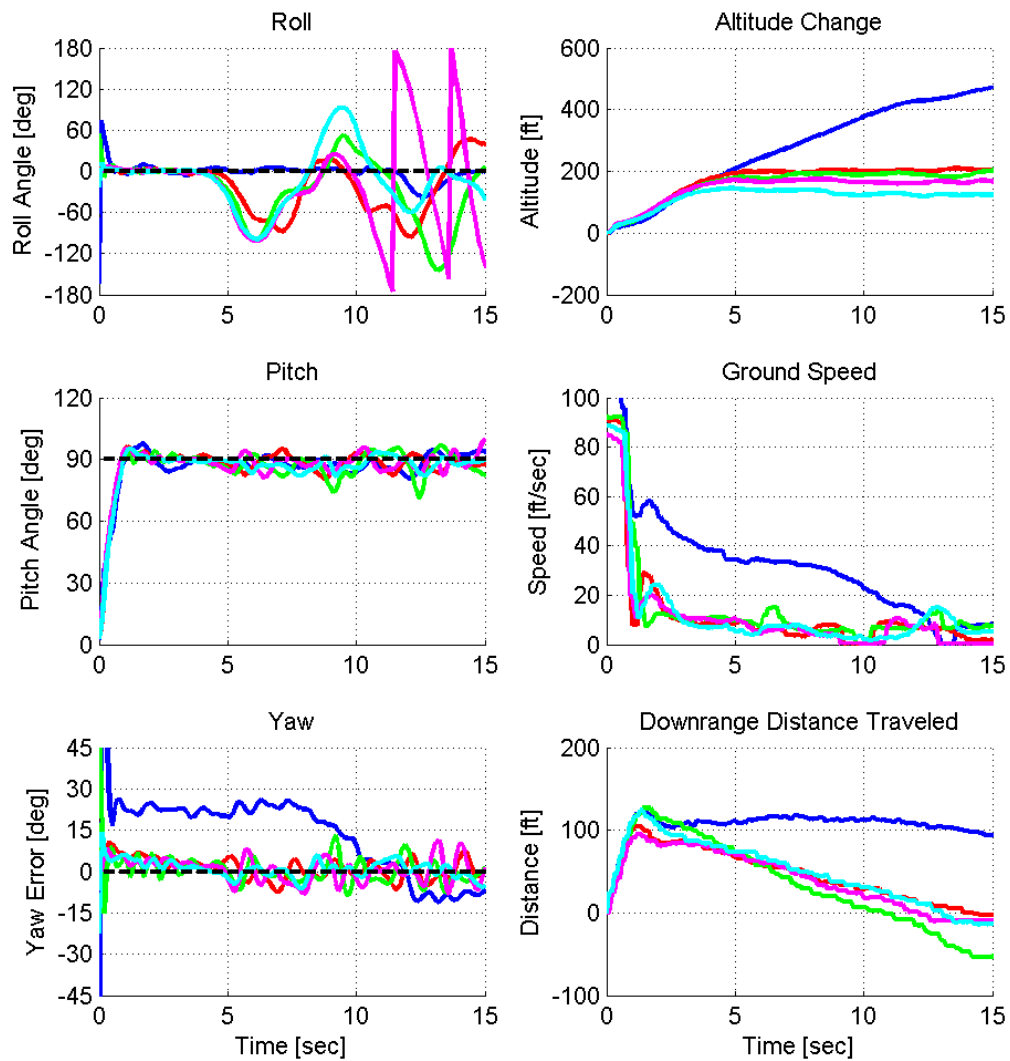 Roll
Roll Angle [deg]
180
120
60
0
-60
-120
-180
0 5 10 15
Altitude Change
Altitude [ft]
600
400
200
0
-200
0 5 10 15
Pitch
Pitch Angle [deg]
120
90
60
30
0
0 5 10 15
Ground Speed
Speed [ft/sec]
100
80
60
40
20
0
0 5 10 15
Yaw
Yaw Error [deg]
45
30
15
0
-15
-30
-45
0 5 10 15
Time [sec]
Downrange Distance Traveled
Distance [ft]
200
100
0
-100
0 5 10 15
Time [sec]